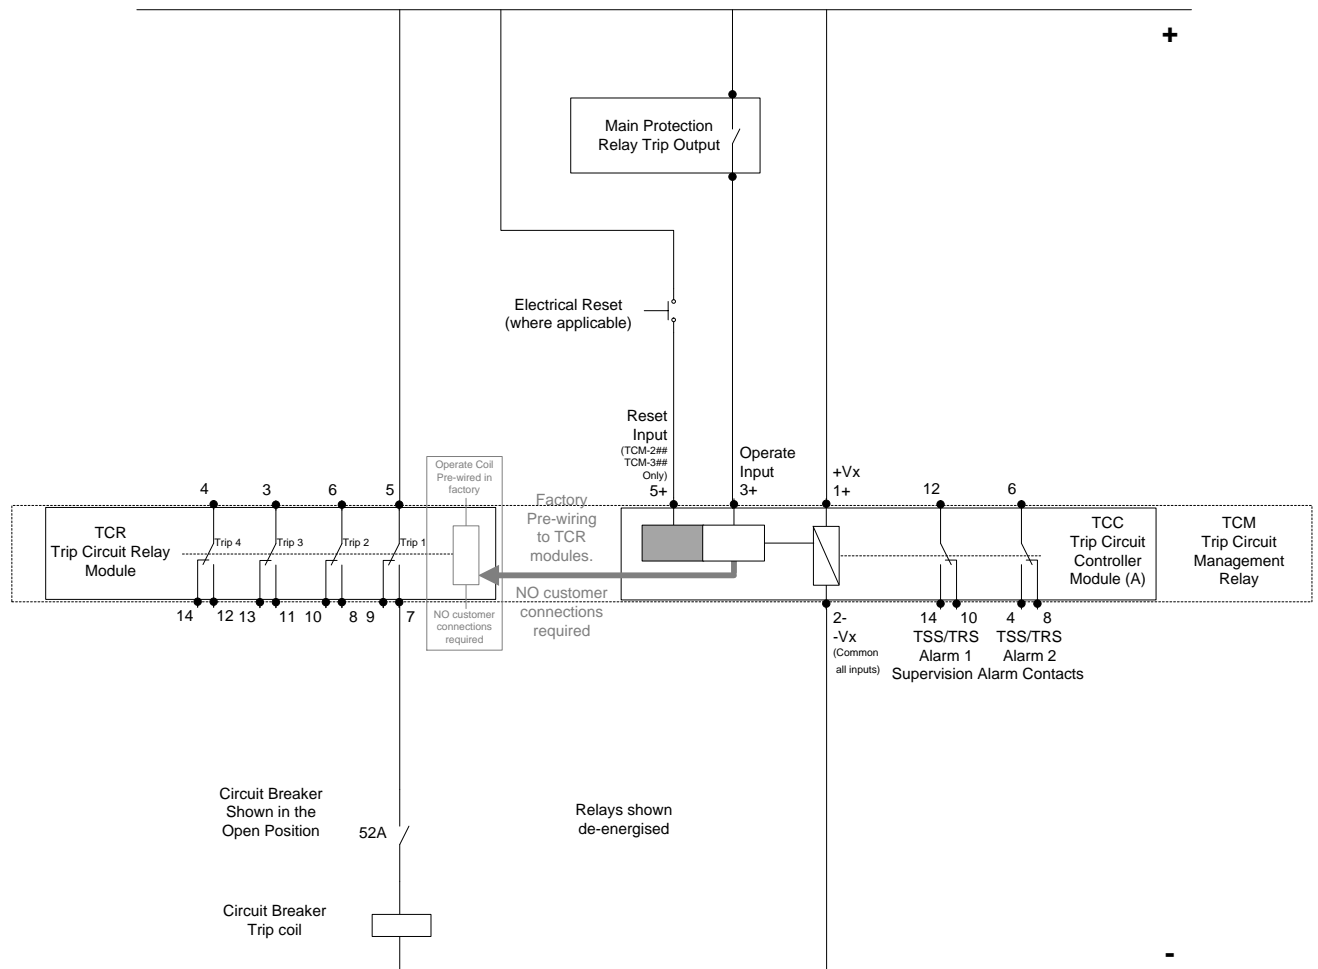 +
Main Protection
Relay Trip Output
Electrical Reset
(where applicable)
Reset
Input
(TCM-2##
TCM-3##
Only)
5+
Operate
Input
3+
+Vx
1+
12
6
4
3
6
5
Operate Coil
Pre-wired in
factory
Factory
Pre-wiring
to TCR
modules.
NO customer
connections
required
TCR
Trip Circuit Relay
Module
Trip 4
Trip 3
Trip 2
Trip 1
TCC
Trip Circuit
Controller
Module (A)
TCM
Trip Circuit
Management
Relay
14
12
13
11
10
8
9
7
NO customer
connections
required
2-
-Vx
(Common
all inputs)
14
10
4
8
TSS/TRS
Alarm 1
TSS/TRS
Alarm 2
Supervision Alarm Contacts
Circuit Breaker
Shown in the
Open Position
52A
Relays shown
de-energised
Circuit Breaker
Trip coil
-